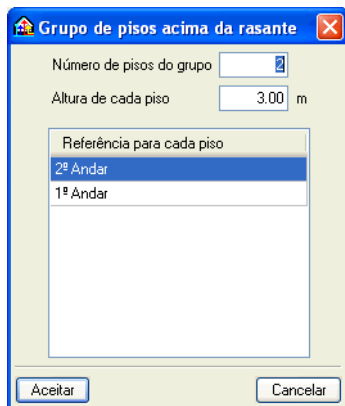 Grupo de pisos acima da rasante
Número de pisos do grupo 2
Altura de cada piso 3.00 m
Referência para cada piso
2º Andar
1º Andar
Aceitar Cancelar